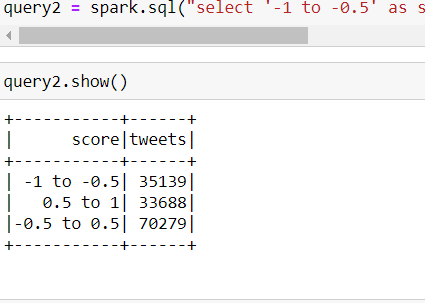 query2 = spark.sql("select '-1 to -0.5' as s
query2.show()
+-----------+------+
|      score|tweets|
+-----------+------+
| -1 to -0.5| 35139|
|   0.5 to 1| 33688|
|-0.5 to 0.5| 70279|
+-----------+------+